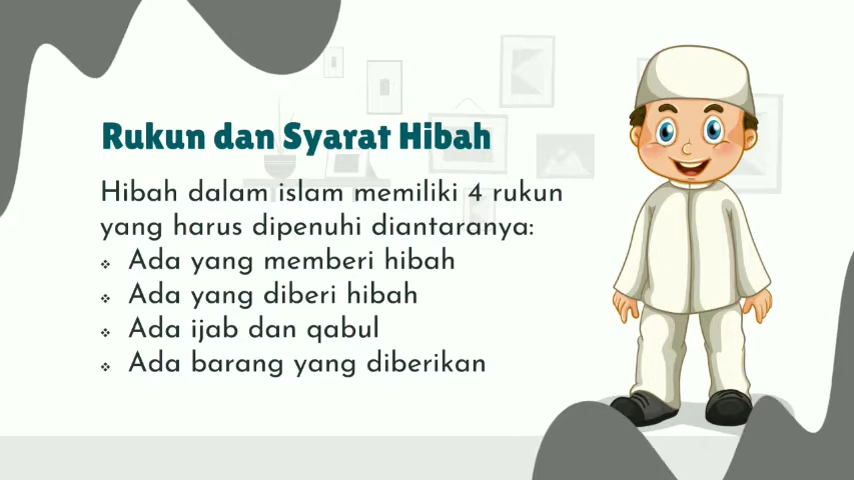 Rukun dan Syarat Hibah
Hibah dalam islam memiliki 4 rukun
yang harus dipenuhi diantaranya:
❖ Ada yang memberi hibah
❖ Ada yang diberi hibah
❖ Ada ijab dan qabul
❖ Ada barang yang diberikan